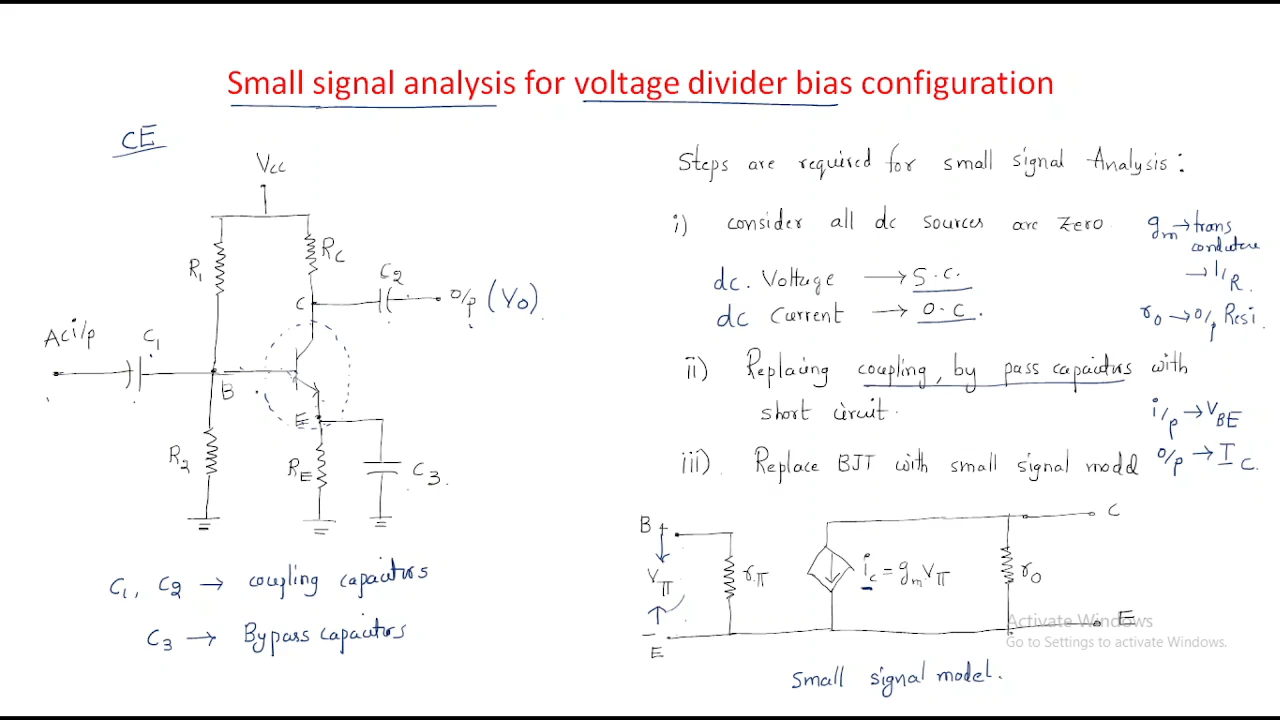 Small signal analysis for voltage divider bias configuration
CE
Vcc
R1
RC
C2
C
o/p (Vo)
Ac i/p
C1
B
E
R2
RE
C3
C1, C2 → coupling capacitors
C3 → Bypass capacitors
Steps are required for small signal Analysis:
i) consider all dc sources are zero.
dc. Voltage → S.C.
dc Current → O.C.
ii) Replacing coupling, by pass capacitors with
short circuit.
iii) Replace BJT with small signal model
gm → trans
→ 1/R.
ro → o/p Resi.
i/p → VBE
o/p → IC
B +
Vπ
- E
rπ
ic = gmVπ
ro
C
E
small signal model.
Activate Windows
Go to Settings to activate Windows.